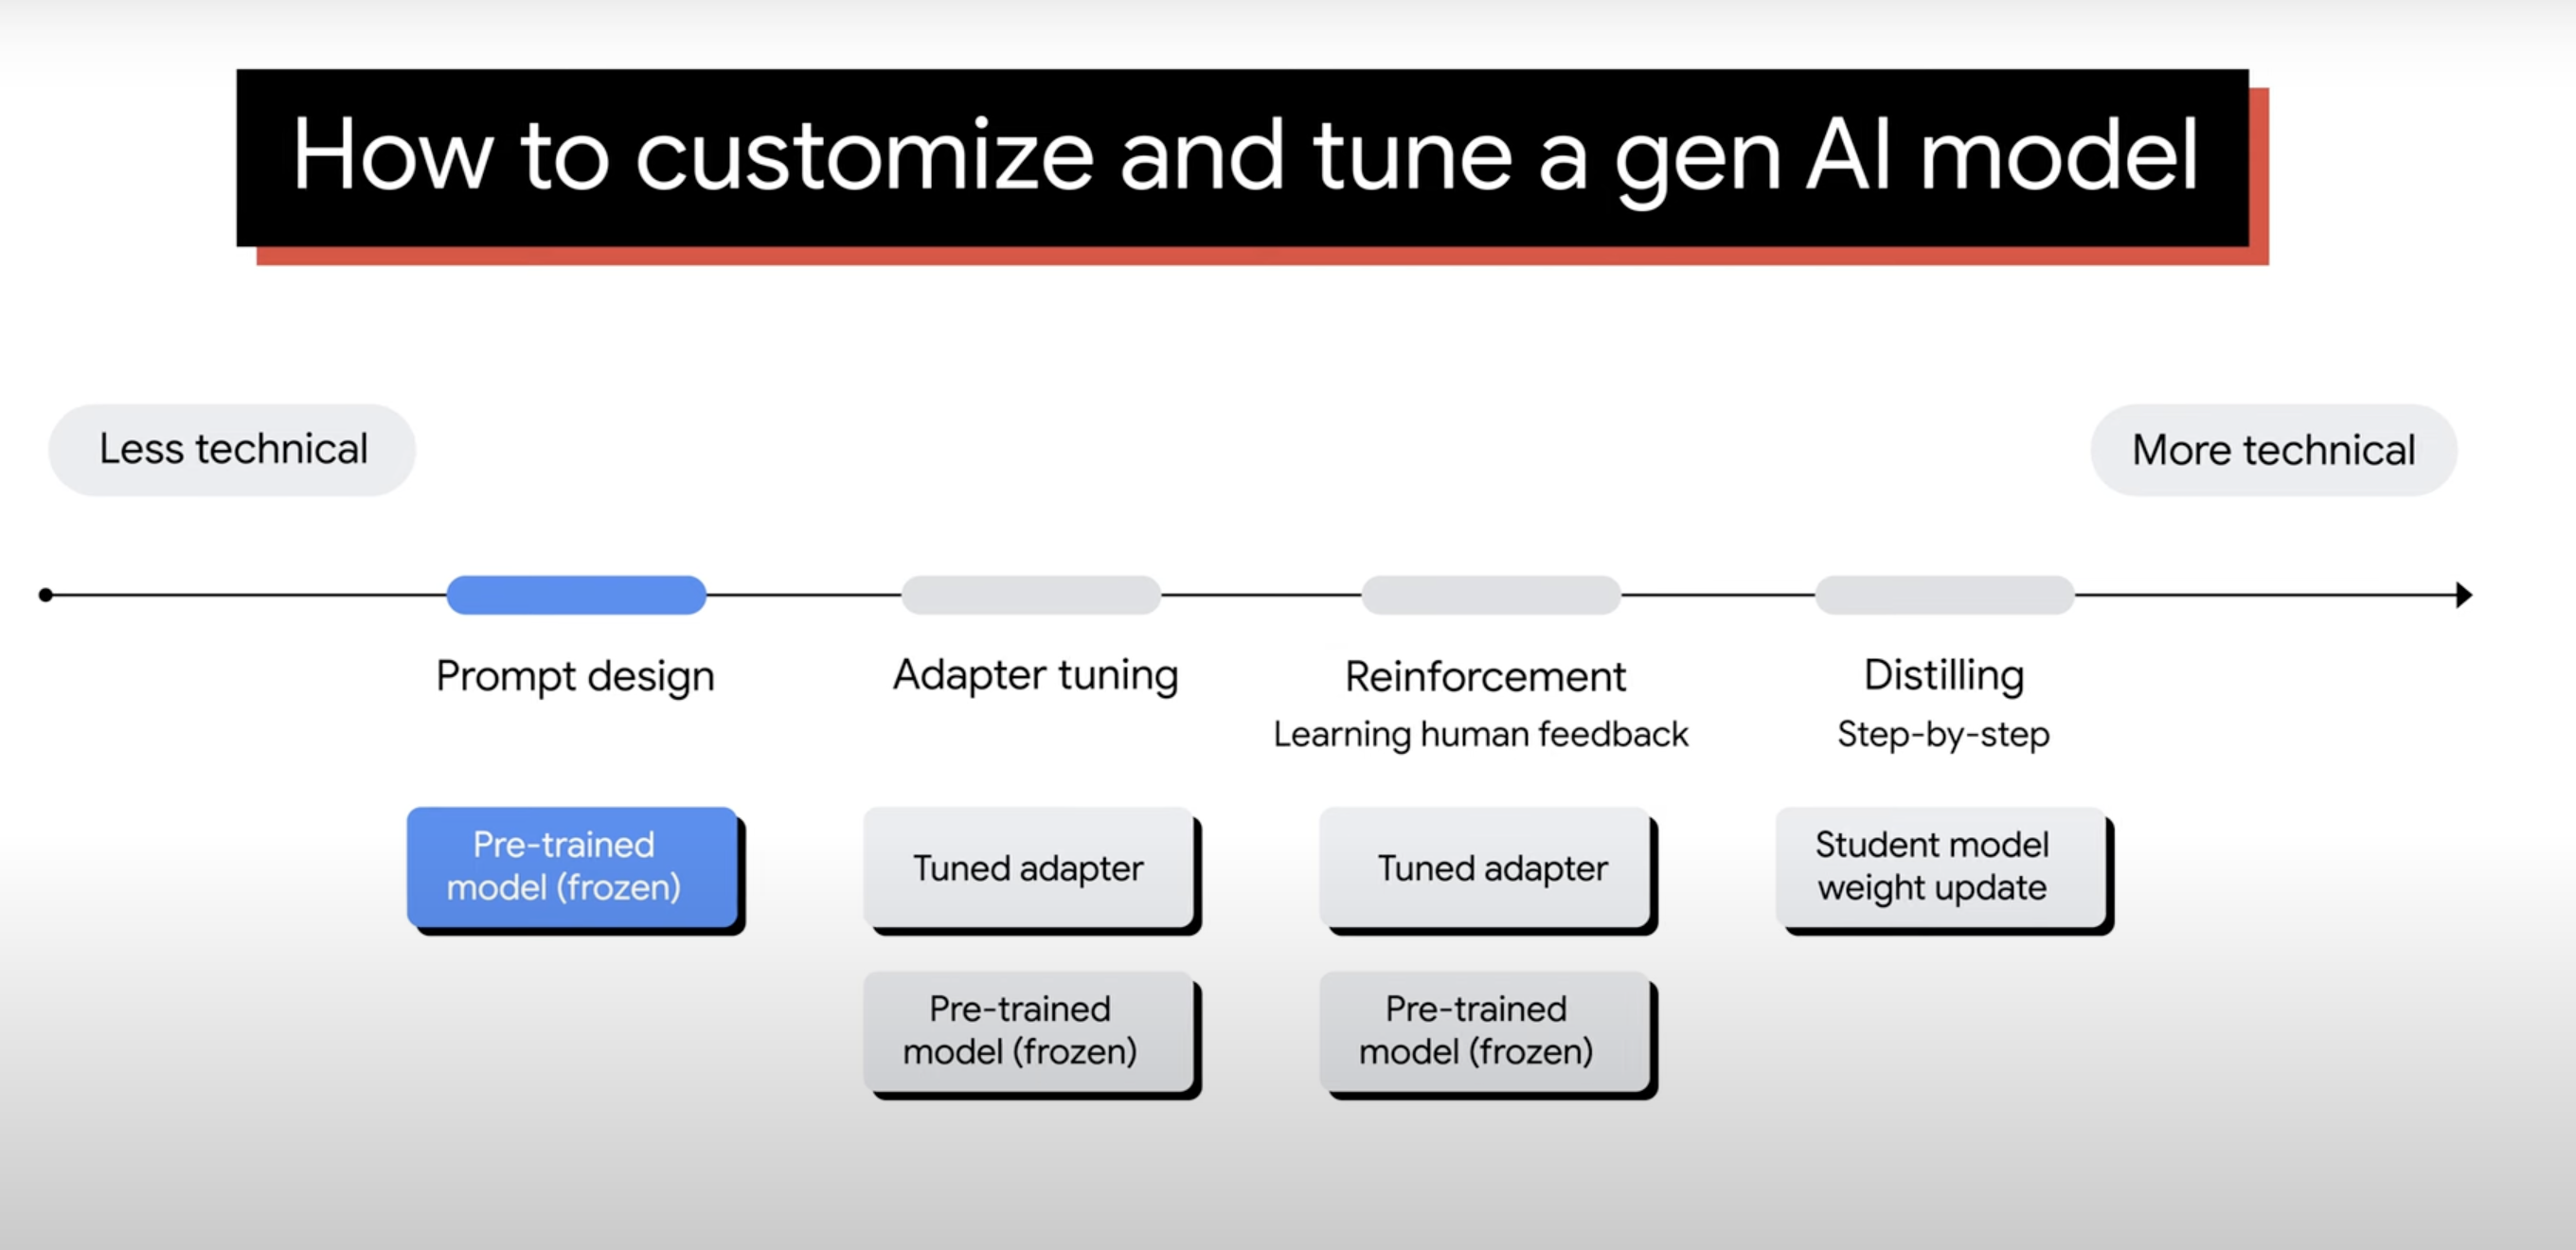 How to customize and tune a gen AI model
Less technical
More technical
Prompt design
Adapter tuning
Reinforcement
Learning human feedback
Distilling
Step-by-step
Pre-trained
model (frozen)
Tuned adapter
Tuned adapter
Student model
weight update
Pre-trained
model (frozen)
Pre-trained
model (frozen)